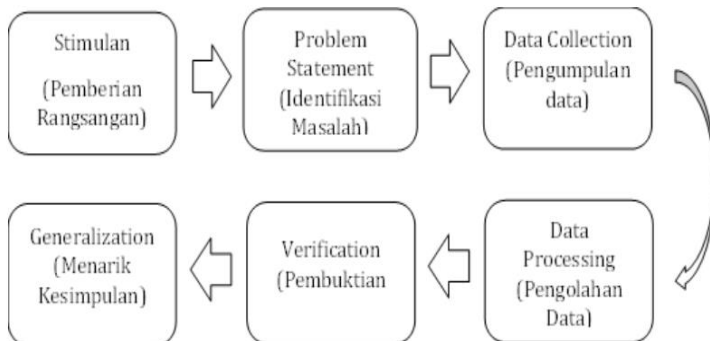 Stimulan
(Pemberian
Rangsangan)
Problem
Statement
(Identifikasi
Masalah)
Data Collection
(Pengumpulan
data)
Data
Processing
(Pengolahan
Data)
Verification
(Pembuktian
Generalization
(Menarik
Kesimpulan)